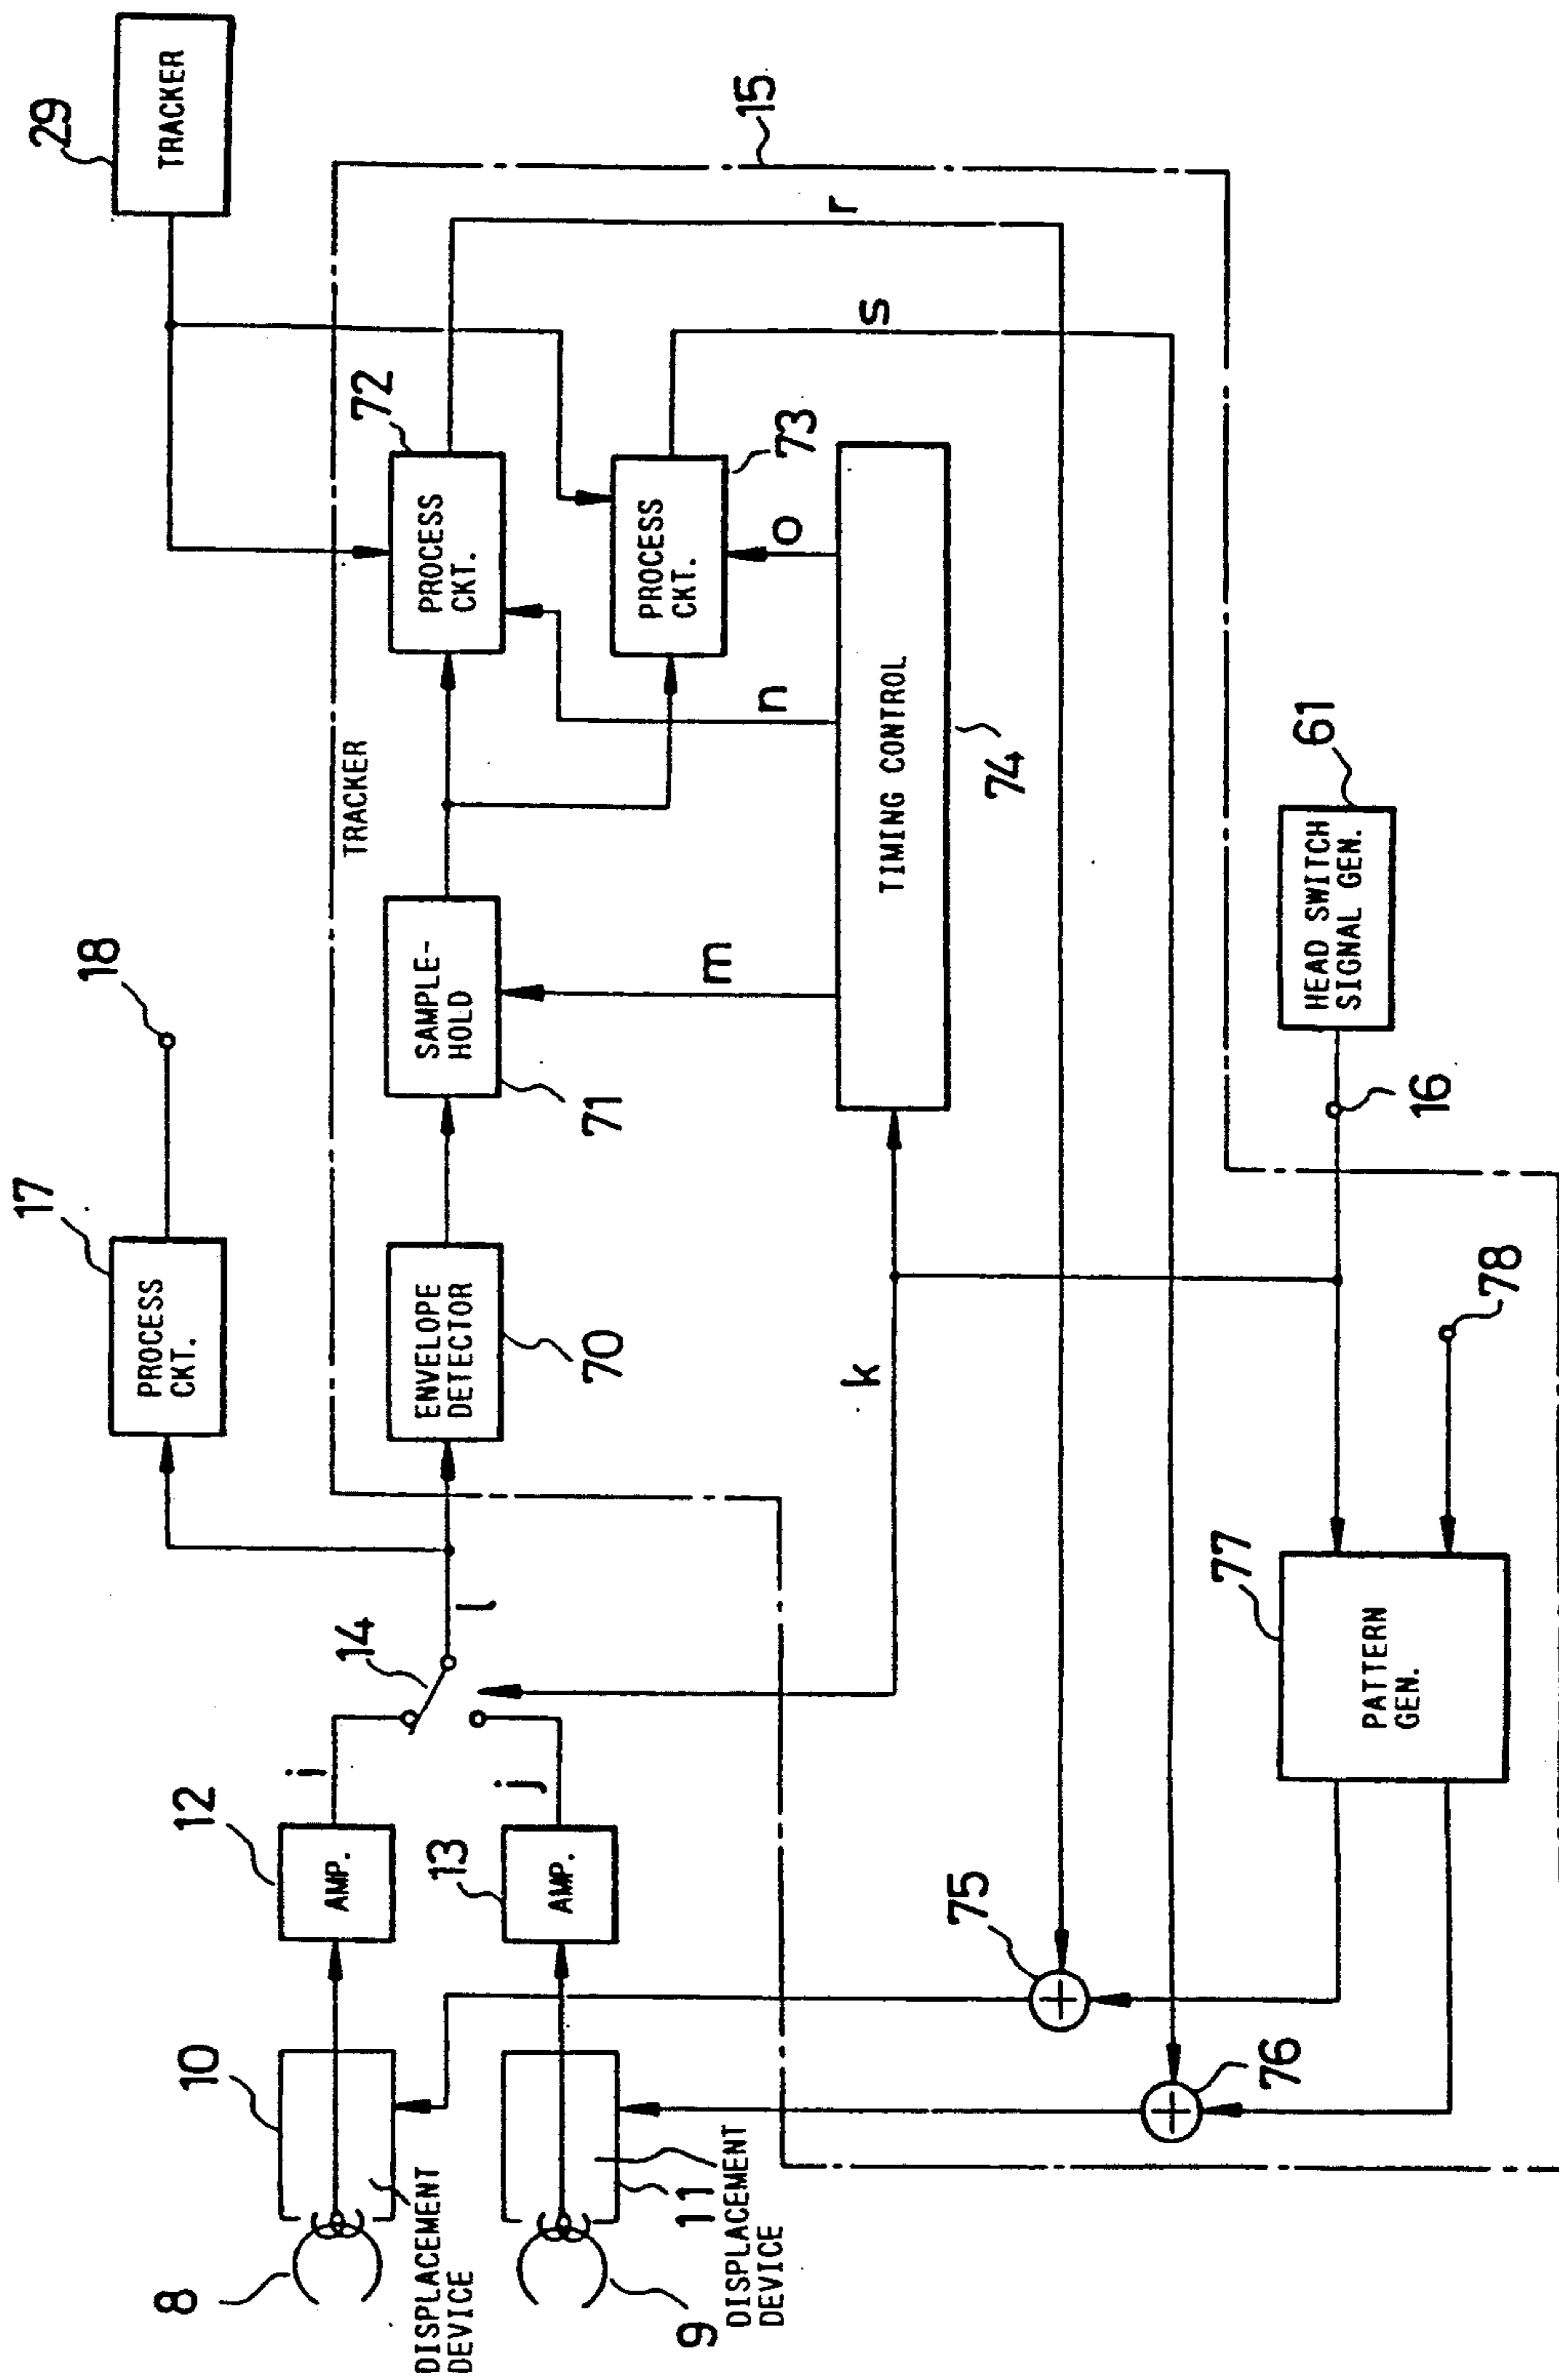 29
TRACKER
18
17
PROCESS
CKT.
15
TRACKER
r
s
72
PROCESS
CKT.
73
PROCESS
CKT.
o
n
m
SAMPLE-
HOLD
71
ENVELOPE
DETECTOR
70
TIMING CONTROL
74
k
l
14
i
j
12
AMP.
13
AMP.
10
8
DISPLACEMENT
DEVICE
11
9
DISPLACEMENT
DEVICE
75
76
61
HEAD SWITCH
SIGNAL GEN.
16
78
77
PATTERN
GEN.